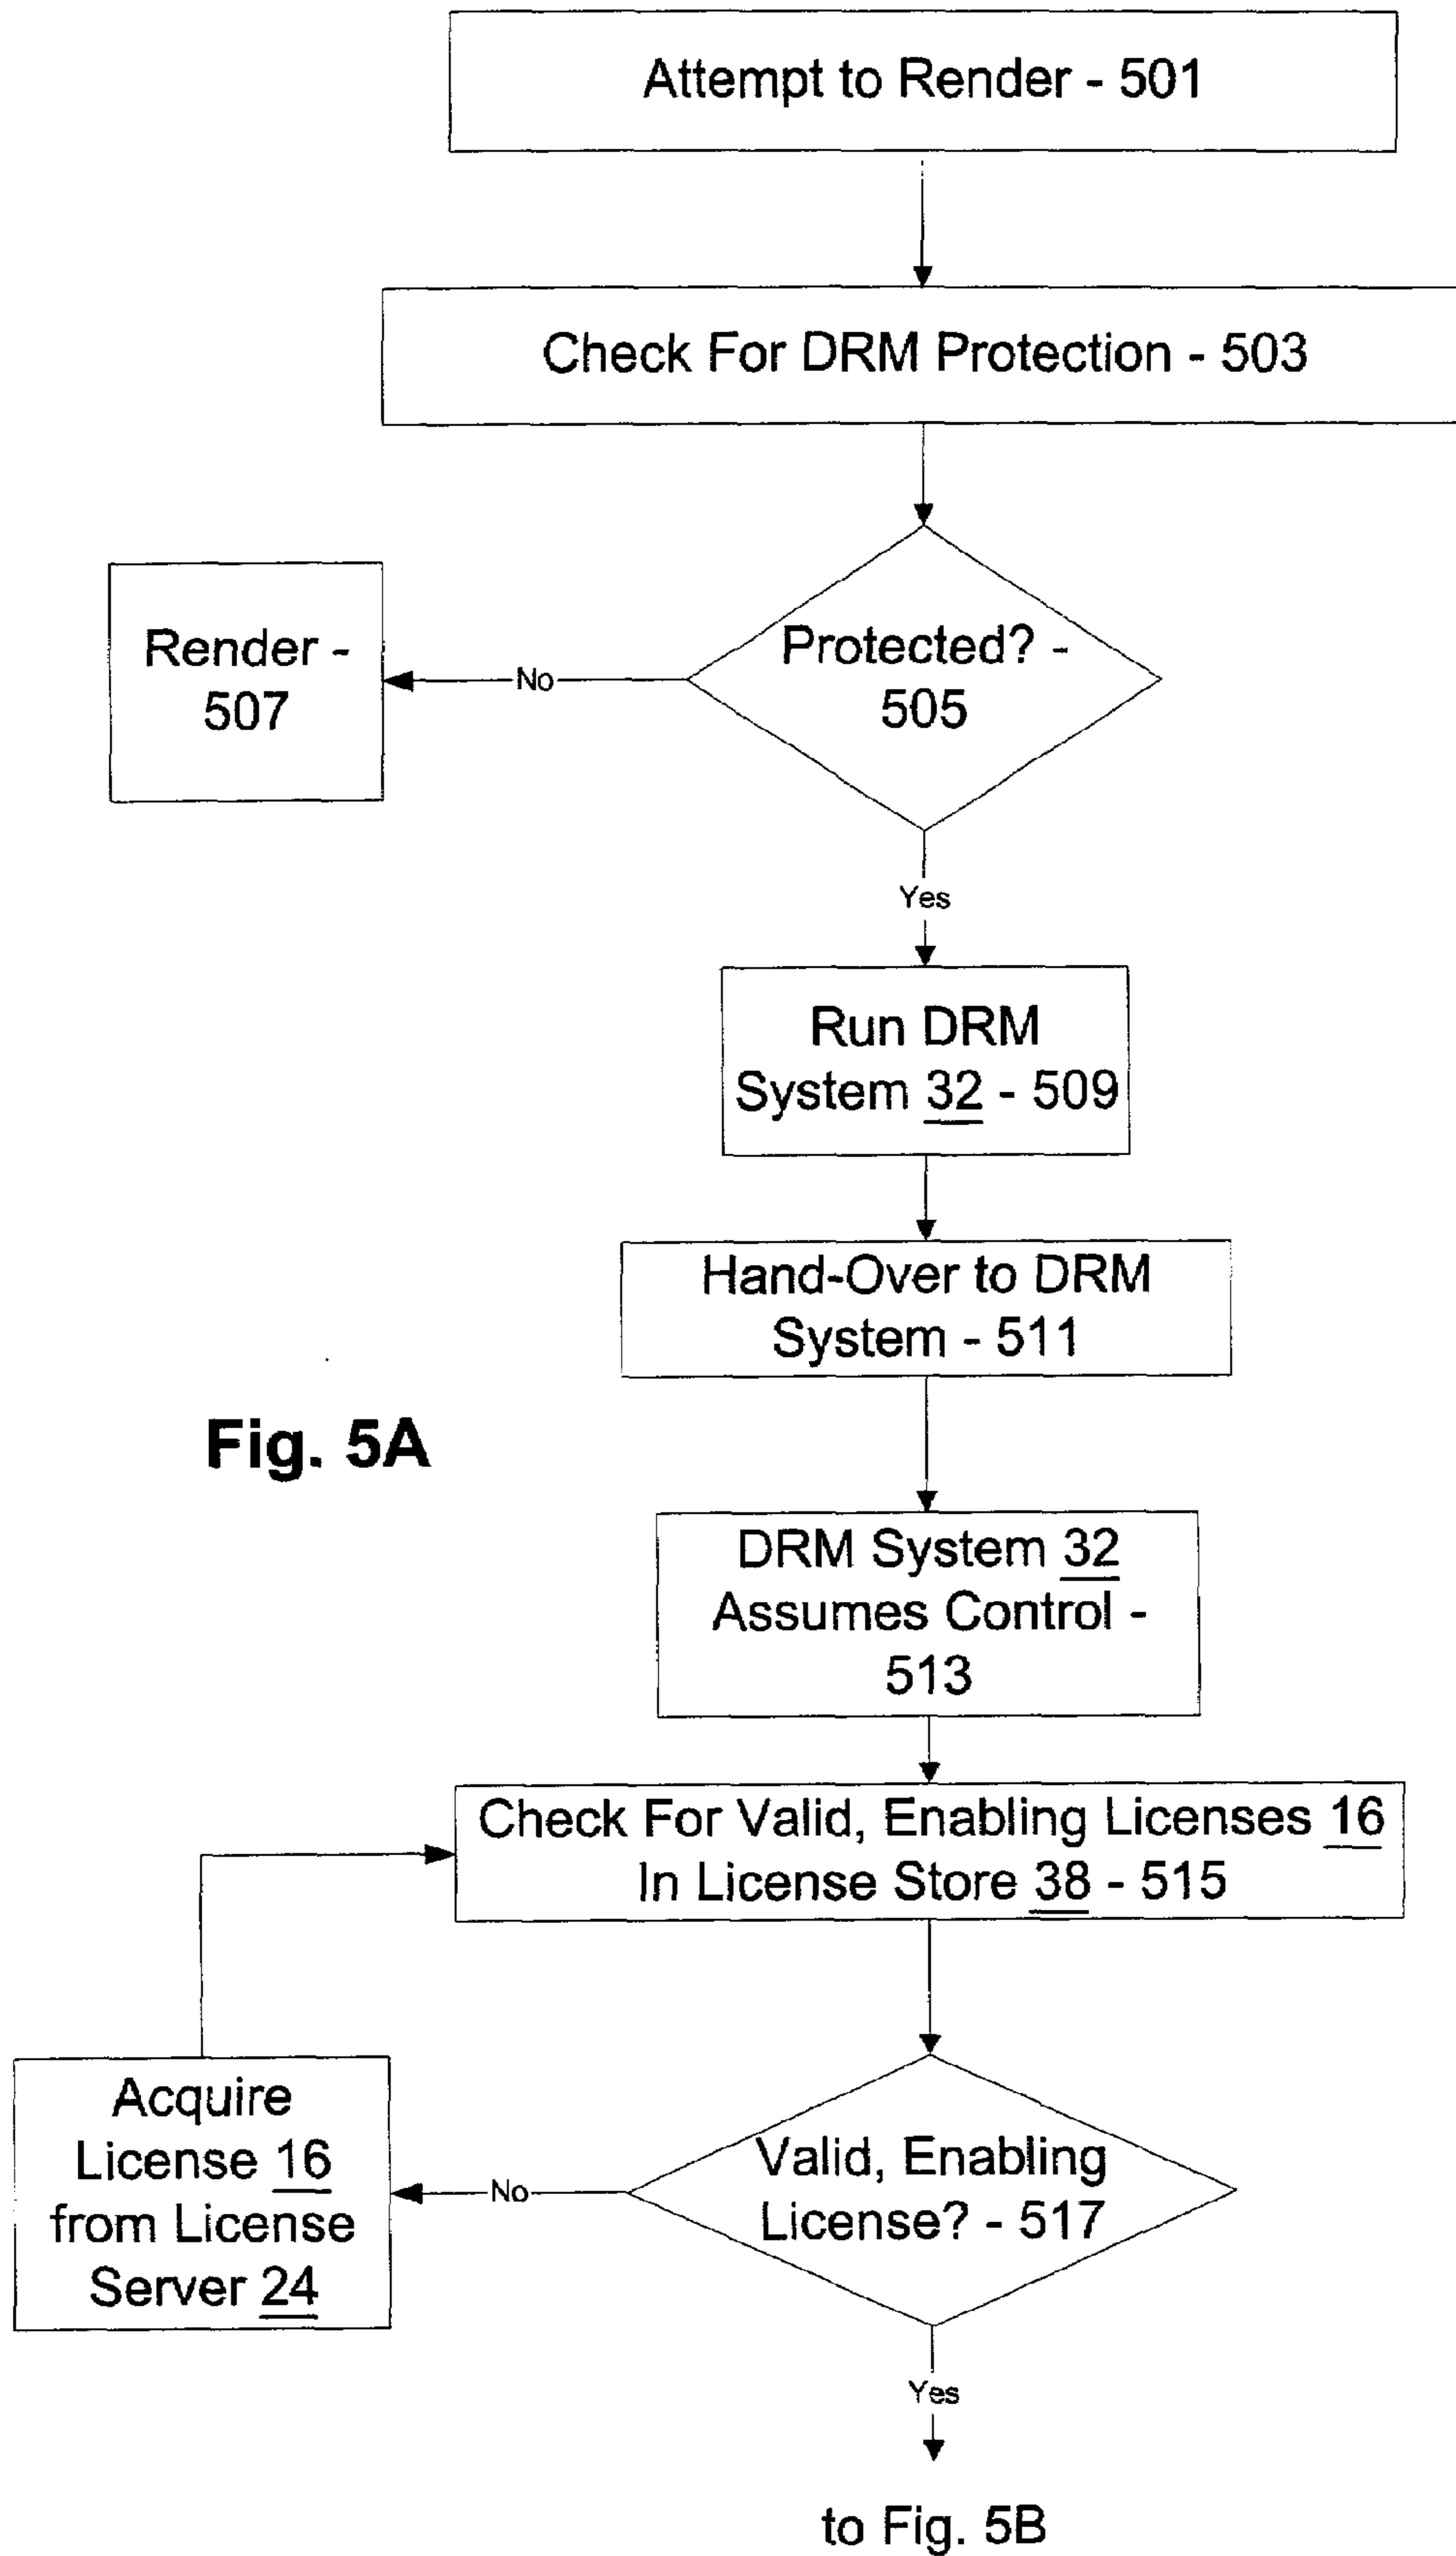 Attempt to Render - 501
Check For DRM Protection - 503
Protected? -
505
No
Render -
507
Yes
Run DRM
System 32 - 509
Hand-Over to DRM
System - 511
Fig. 5A
DRM System 32
Assumes Control -
513
Check For Valid, Enabling Licenses 16
In License Store 38 - 515
Valid, Enabling
License? - 517
No
Acquire
License 16
from License
Server 24
Yes
to Fig. 5B